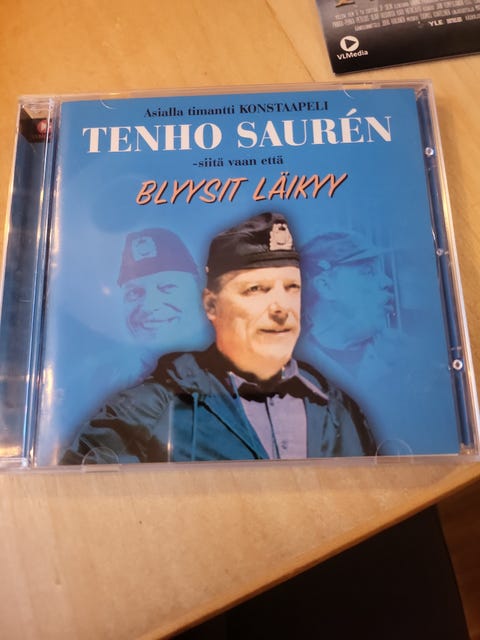 VLMedia
YLE
Asialla timantti KONSTAAPELI
TENHO SAURÉN
-siitä vaan että
BLYYSIT LÄIKYY